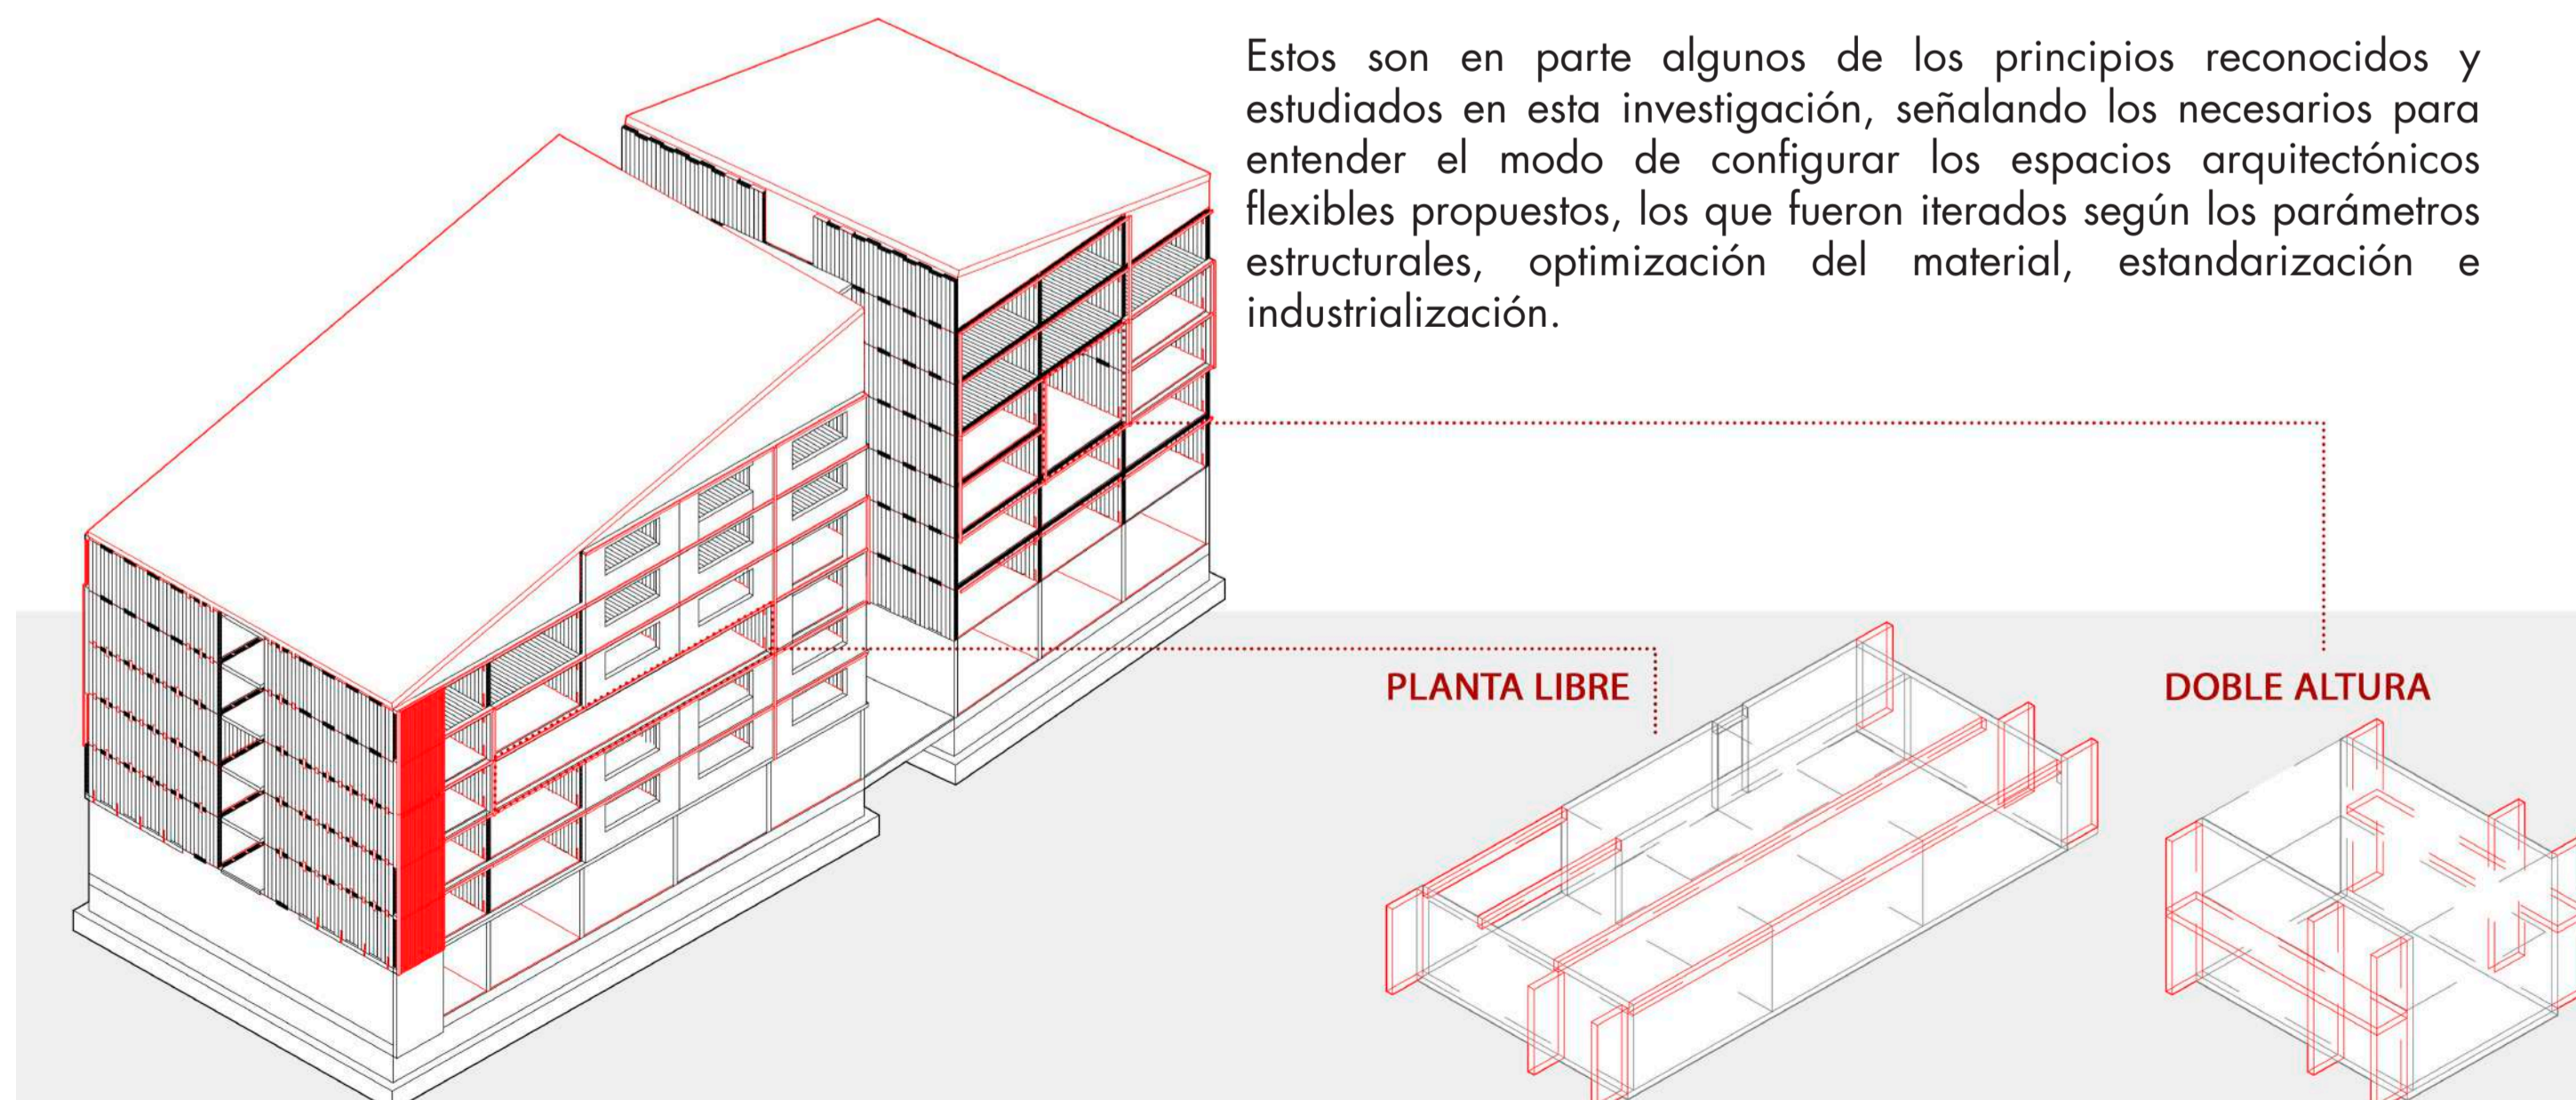 Estos son en parte algunos de los principios reconocidos y
estudiados en esta investigación, señalando los necesarios para
entender el modo de configurar los espacios arquitectónicos
flexibles propuestos, los que fueron iterados según los parámetros
estructurales, optimización del material, estandarización e
industrialización.
PLANTA LIBRE
DOBLE ALTURA